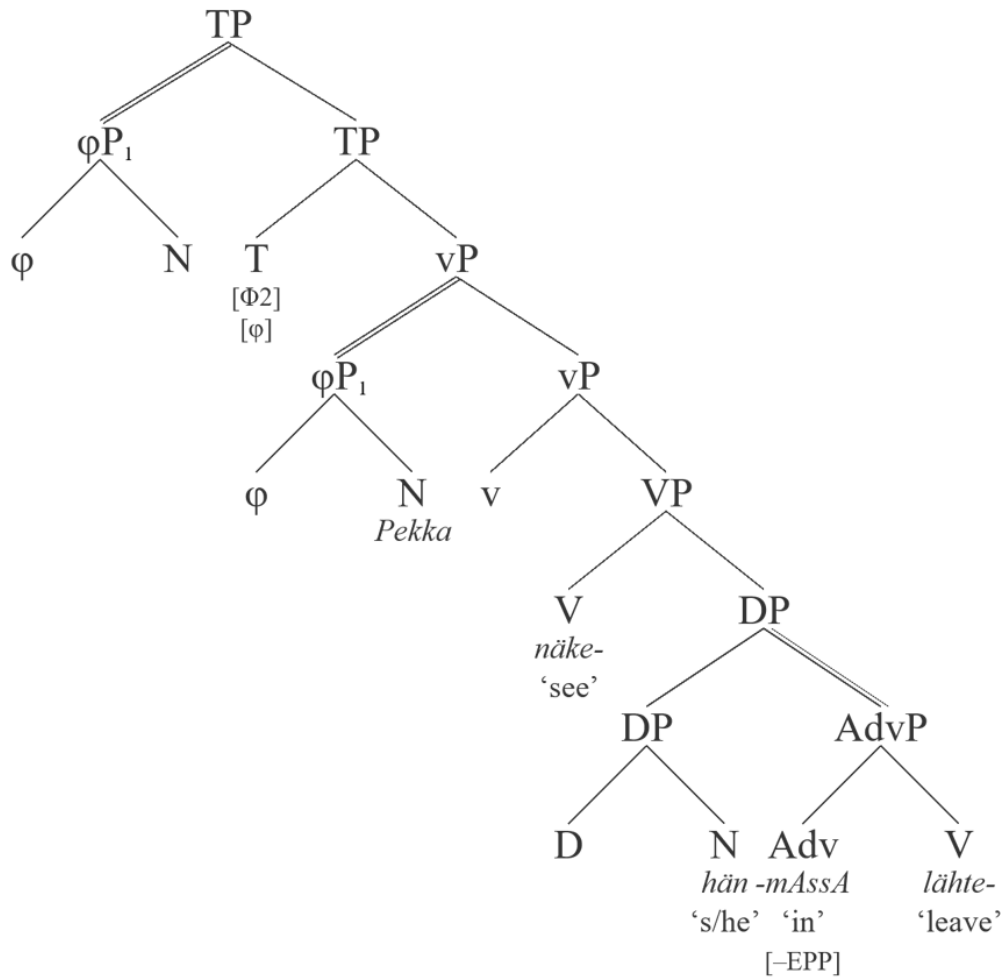 TP
φP₁ TP
φ N T vP
[Φ2]
[φ]
φP₁ vP
φ N v VP
Pekka
V DP
näke-
‘see’
DP AdvP
D N Adv V
hän -mAssA lähte-
‘s/he’ ‘in’ ‘leave’
[–EPP]